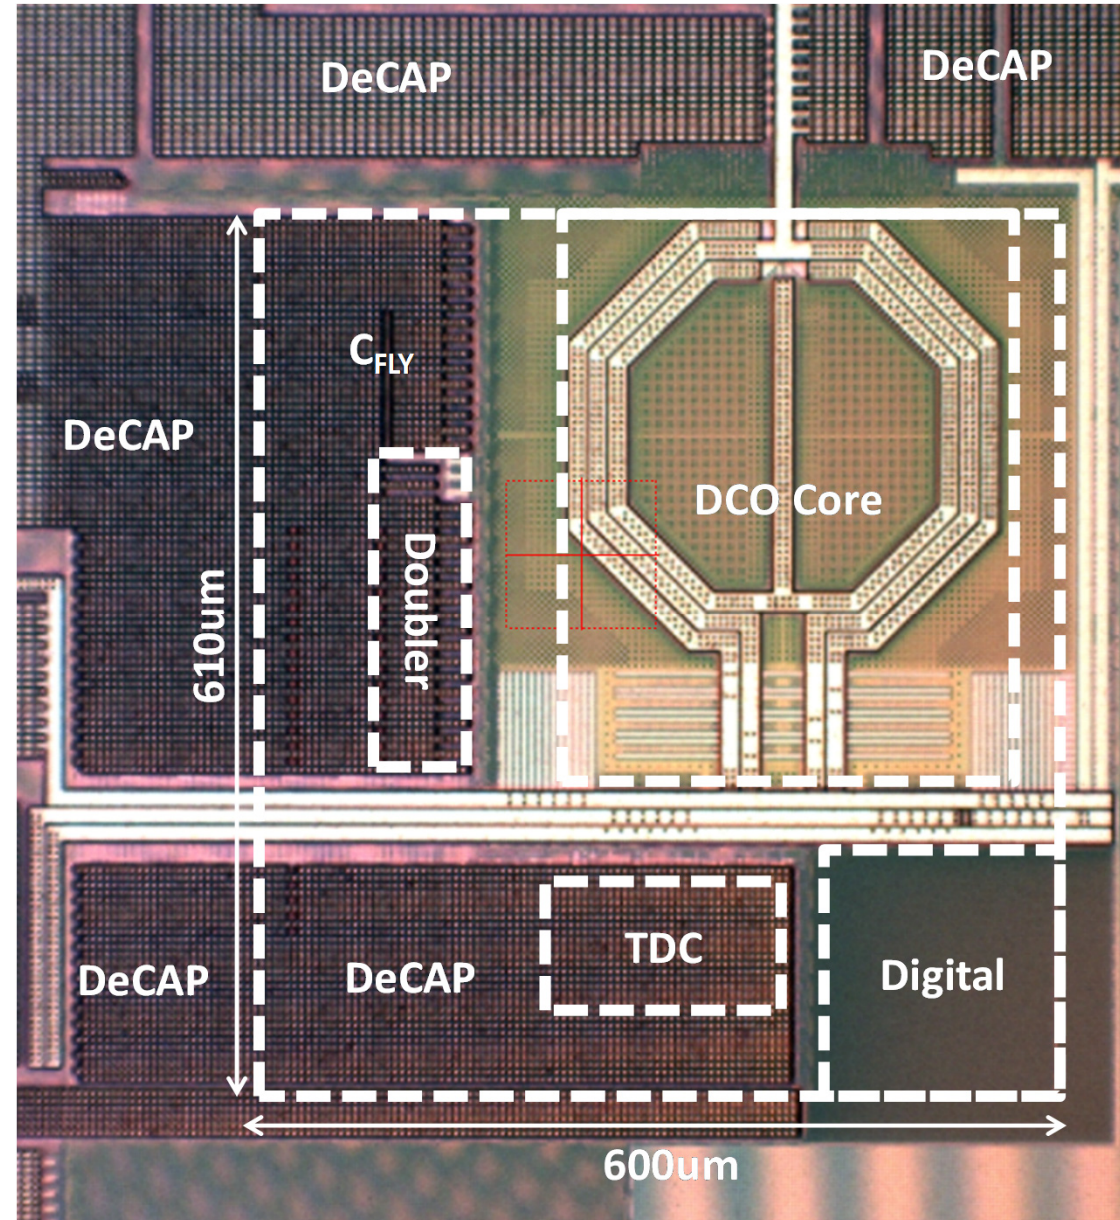 DeCAP
DeCAP
CFLY
DeCAP
DCO Core
Doubler
610um
TDC
DeCAP
DeCAP
Digital
600um